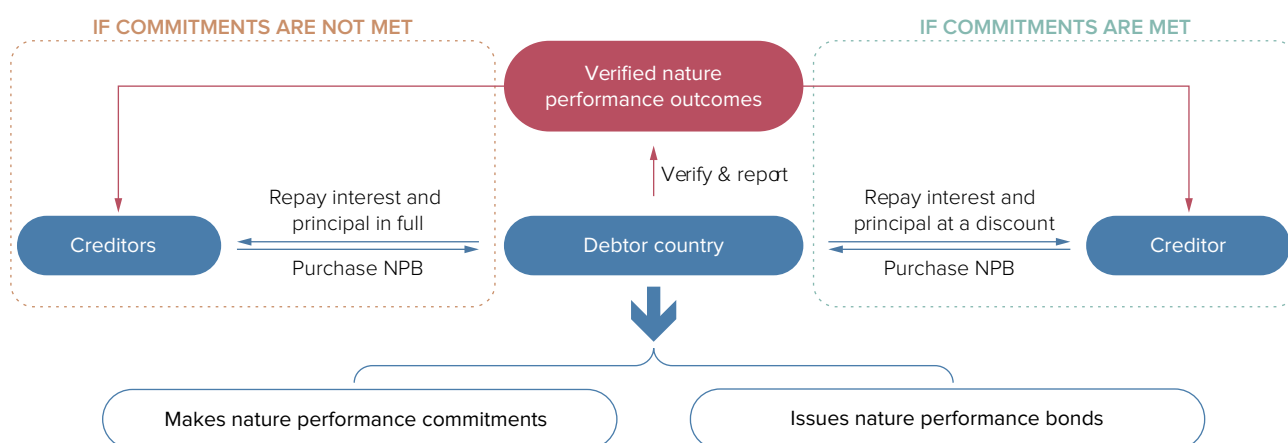 IF COMMITMENTS ARE NOT MET
IF COMMITMENTS ARE MET
Verified nature
performance outcomes
Verify & report
Repay interest and
principal in full
Repay interest and
principal at a discount
Creditors
Debtor country
Creditor
Purchase NPB
Purchase NPB
Makes nature performance commitments
Issues nature performance bonds